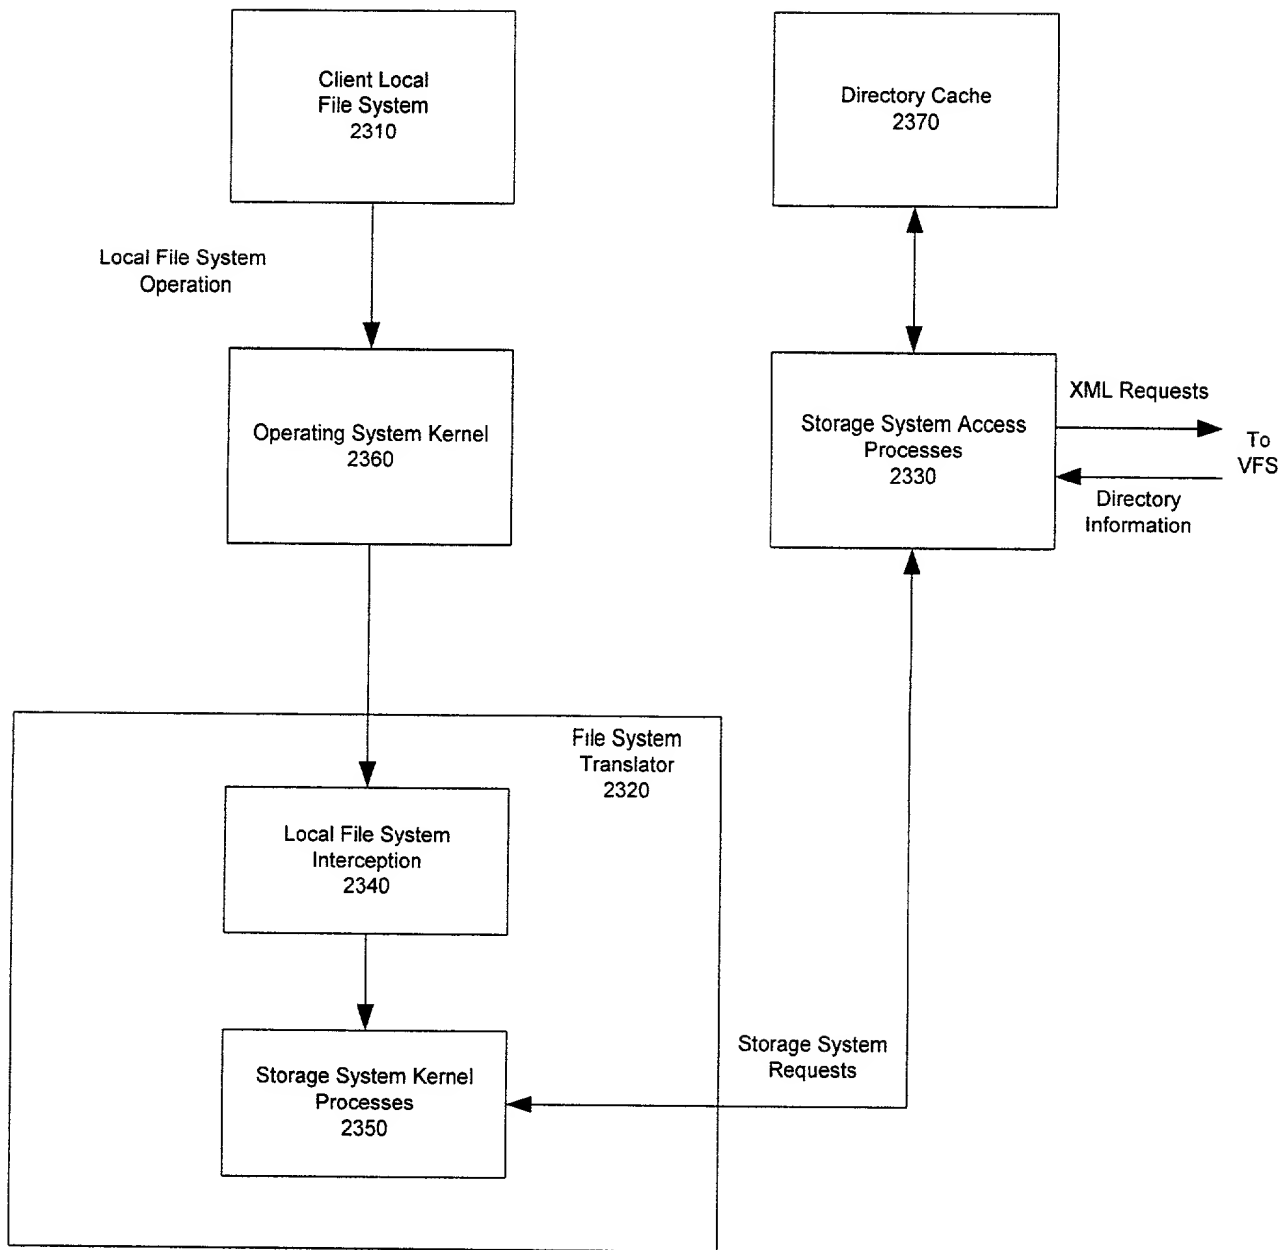 Client Local
File System
2310
Directory Cache
2370
Local File System
Operation
Operating System Kernel
2360
Storage System Access
Processes
2330
XML Requests
To
VFS
Directory
Information
File System
Translator
2320
Local File System
Interception
2340
Storage System Kernel
Processes
2350
Storage System
Requests